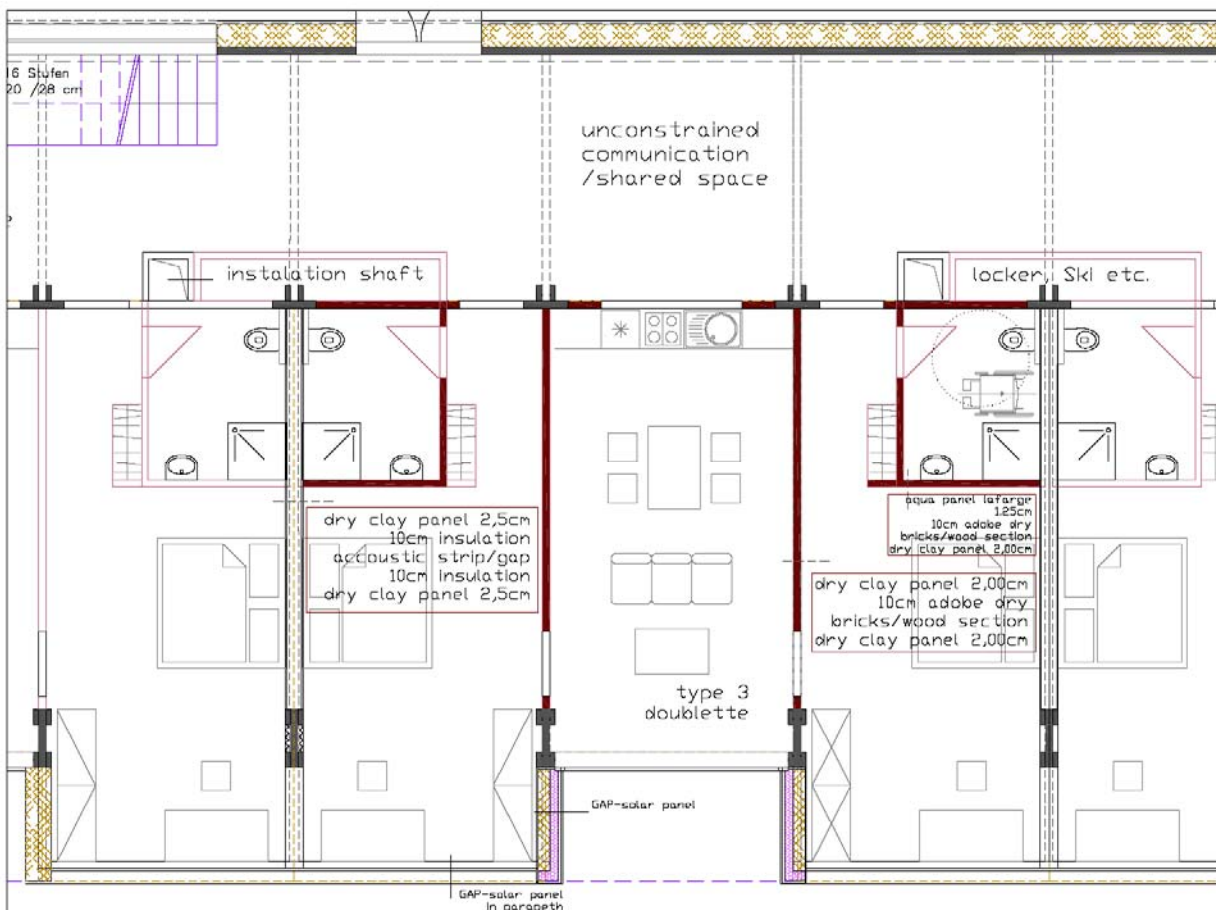 16 Stufen
20 /28 cm
unconstrained
communication
/shared space
instalation shaft
locker, Ski etc.
dry clay panel 2,5cm
10cm insulation
accoustic strip/gap
10cm insulation
dry clay panel 2,5cm
aqua panel lafarge
1.25cm
10cm adobe dry
bricks/wood section
dry clay panel 2,00cm
dry clay panel 2,00cm
10cm adobe dry
bricks/wood section
dry clay panel 2,00cm
type 3
doublette
GAP-solar panel
GAP-solar panel
in parapeth